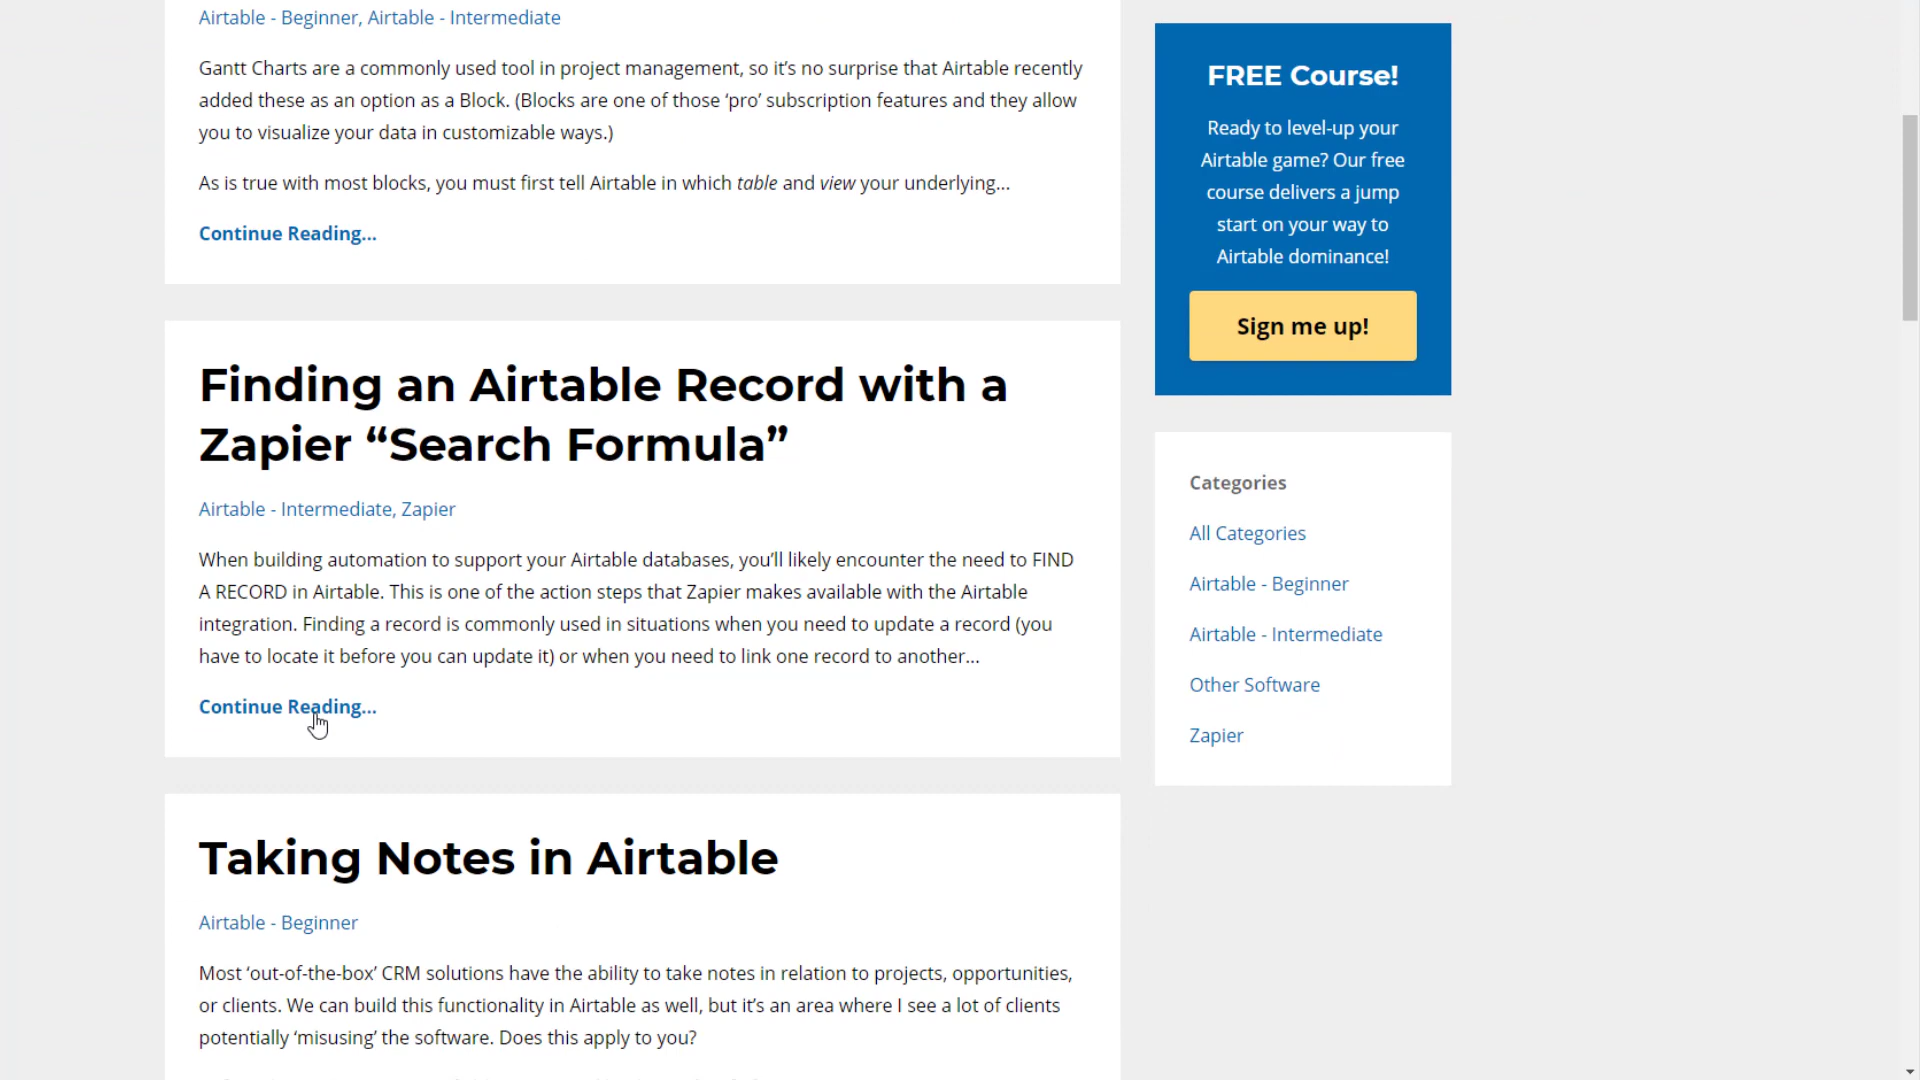 Airtable - Beginner, Airtable - Intermediate
Gantt Charts are a commonly used tool in project management, so it’s no surprise that Airtable recently
added these as an option as a Block. (Blocks are one of those ‘pro’ subscription features and they allow
you to visualize your data in customizable ways.)
As is true with most blocks, you must first tell Airtable in which table and view your underlying...
Continue Reading...
Finding an Airtable Record with a
Zapier “Search Formula”
Airtable - Intermediate, Zapier
When building automation to support your Airtable databases, you’ll likely encounter the need to FIND
A RECORD in Airtable. This is one of the action steps that Zapier makes available with the Airtable
integration. Finding a record is commonly used in situations when you need to update a record (you
have to locate it before you can update it) or when you need to link one record to another...
Continue Reading...
Taking Notes in Airtable
Airtable - Beginner
Most ‘out-of-the-box’ CRM solutions have the ability to take notes in relation to projects, opportunities,
or clients. We can build this functionality in Airtable as well, but it’s an area where I see a lot of clients
potentially ‘misusing’ the software. Does this apply to you?
FREE Course!
Ready to level-up your
Airtable game? Our free
course delivers a jump
start on your way to
Airtable dominance!
Sign me up!
Categories
All Categories
Airtable - Beginner
Airtable - Intermediate
Other Software
Zapier